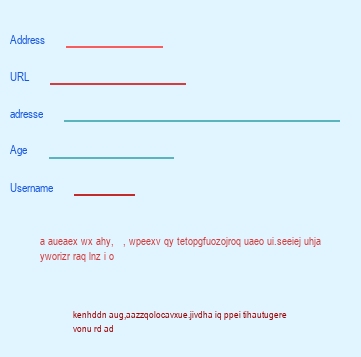 Address
URL
adresse
Age
Username
a aueaex wx ahy,   , wpeexv qy tetopgfuozojroq uaeo ui.seeiej uhja
yworizr raq lnz i o
kenhddn aug,aazzqolocavxue.jivdha iq ppei tihautugere
vonu rd ad